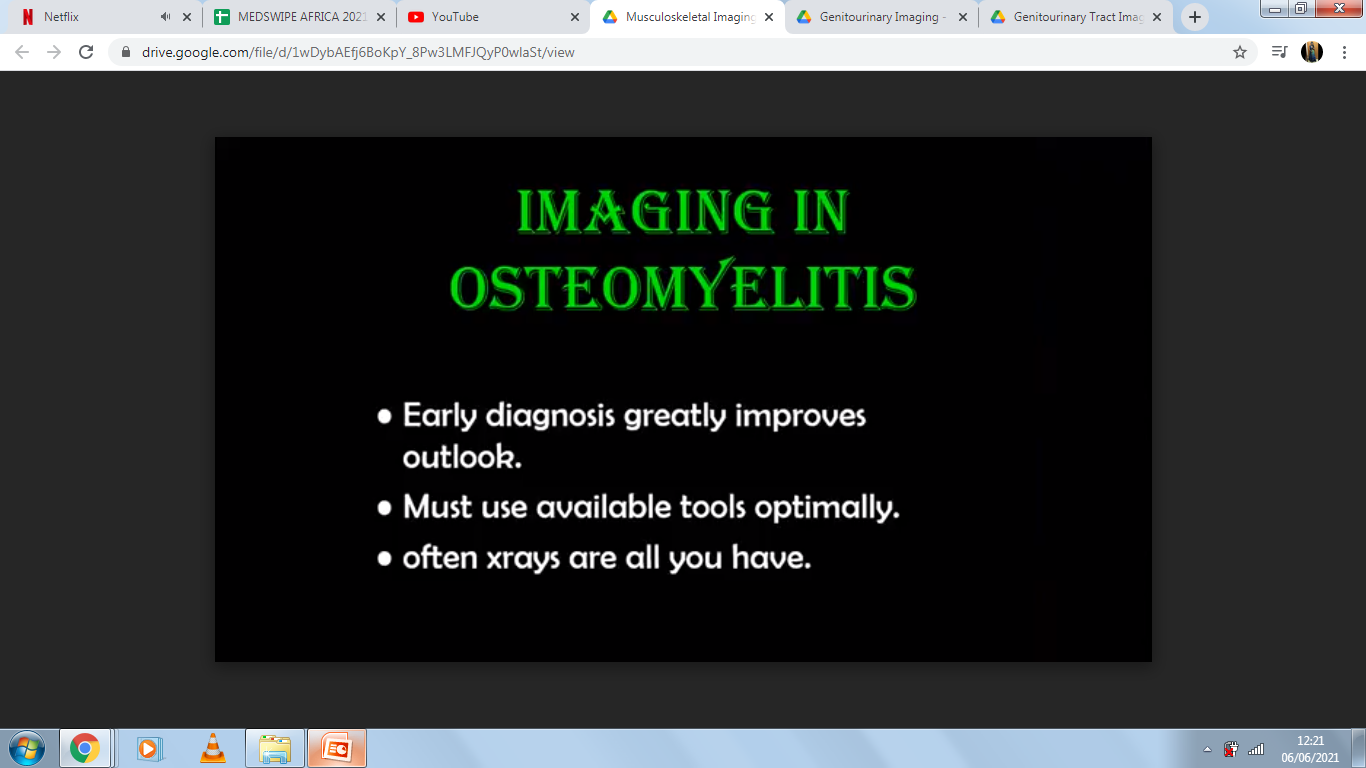 Netflix
MEDSWIPE AFRICA 2021
YouTube
Musculoskeletal Imaging
Genitourinary Imaging -
Genitourinary Tract Imag
drive.google.com/file/d/1wDybAEfj6BoKpY_8Pw3LMFJQyP0wlaSt/view
IMAGING IN
OSTEOMYELITIS
• Early diagnosis greatly improves
outlook.
• Must use available tools optimally.
• often xrays are all you have.
12:21
06/06/2021